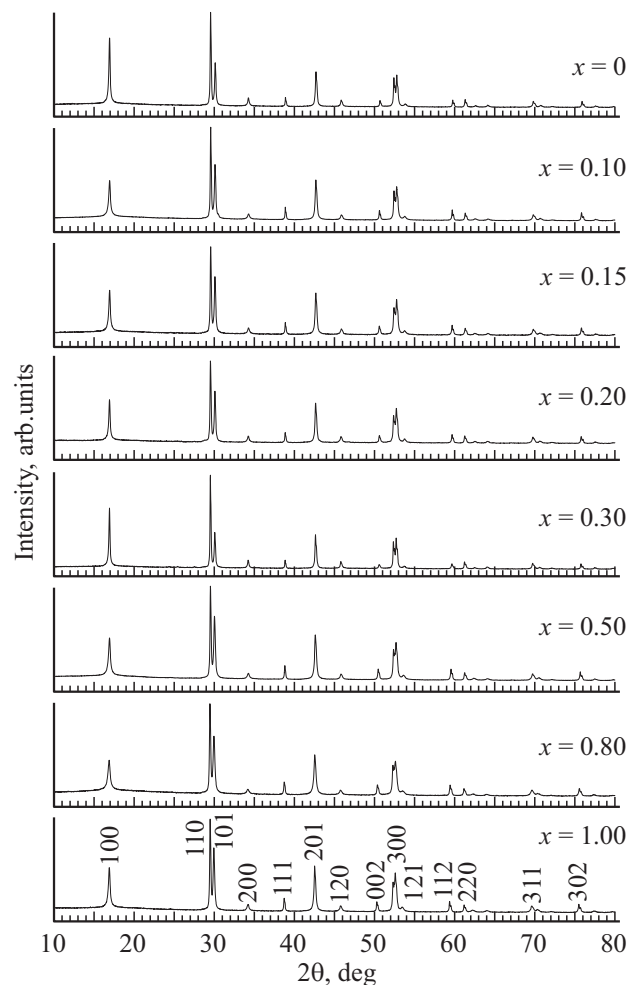 x = 0
x = 0.10
x = 0.15
x = 0.20
x = 0.30
x = 0.50
x = 0.80
x = 1.00
Intensity, arb.units
100
110
101
200
111
201
120
002
300
121
112
220
311
302
10 20 30 40 50 60 70 80
2θ, deg